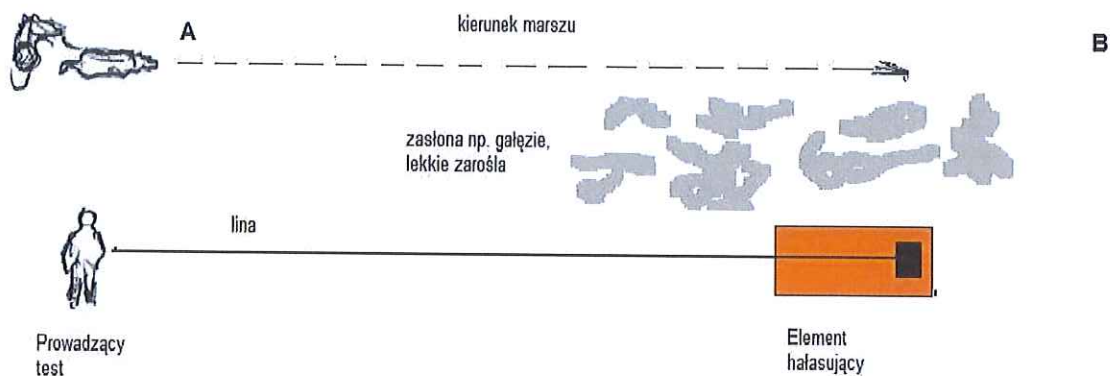 A
kierunek marszu
B
zasłona np. gałęzie,
lekkie zarośla
lina
Prowadzący
test
Element
hałasujący